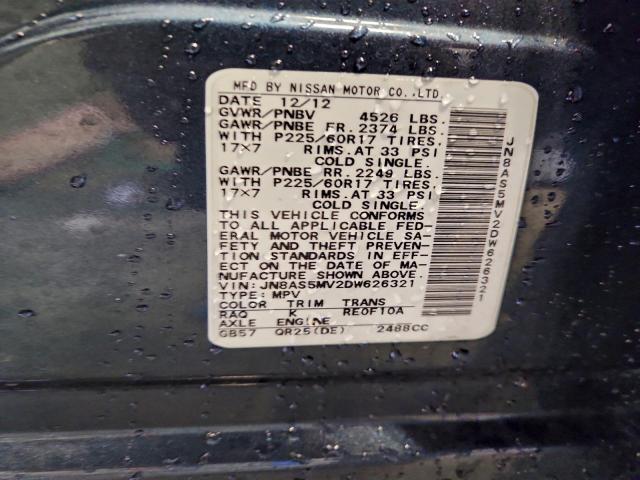 MFD BY NISSAN MOTOR CO.,LTD.
DATE 12/12
GVWR/PNBV 4526 LBS.
GAWR/PNBE FR. 2374 LBS.
WITH P225/60R17 TIRES.
17x7 RIMS.AT 33 PSI
COLD SINGLE.
GAWR/PNBE RR. 2249 LBS.
WITH P225/60R17 TIRES.
17x7 RIMS.AT 33 PSI
COLD SINGLE.
THIS VEHICLE CONFORMS
TO ALL APPLICABLE FED-
ERAL MOTOR VEHICLE SA-
FETY AND THEFT PREVEN-
TION STANDARDS IN EFF-
ECT ON THE DATE OF MA-
NUFACTURE SHOWN ABOVE.
VIN: JN8AS5MV2DW626321
TYPE: MPV
COLOR TRIM TRANS
RAQ K RE0F10A
AXLE ENGINE
GB57 QR25(DE) 2488CC
JN8AS5MV2DW626321